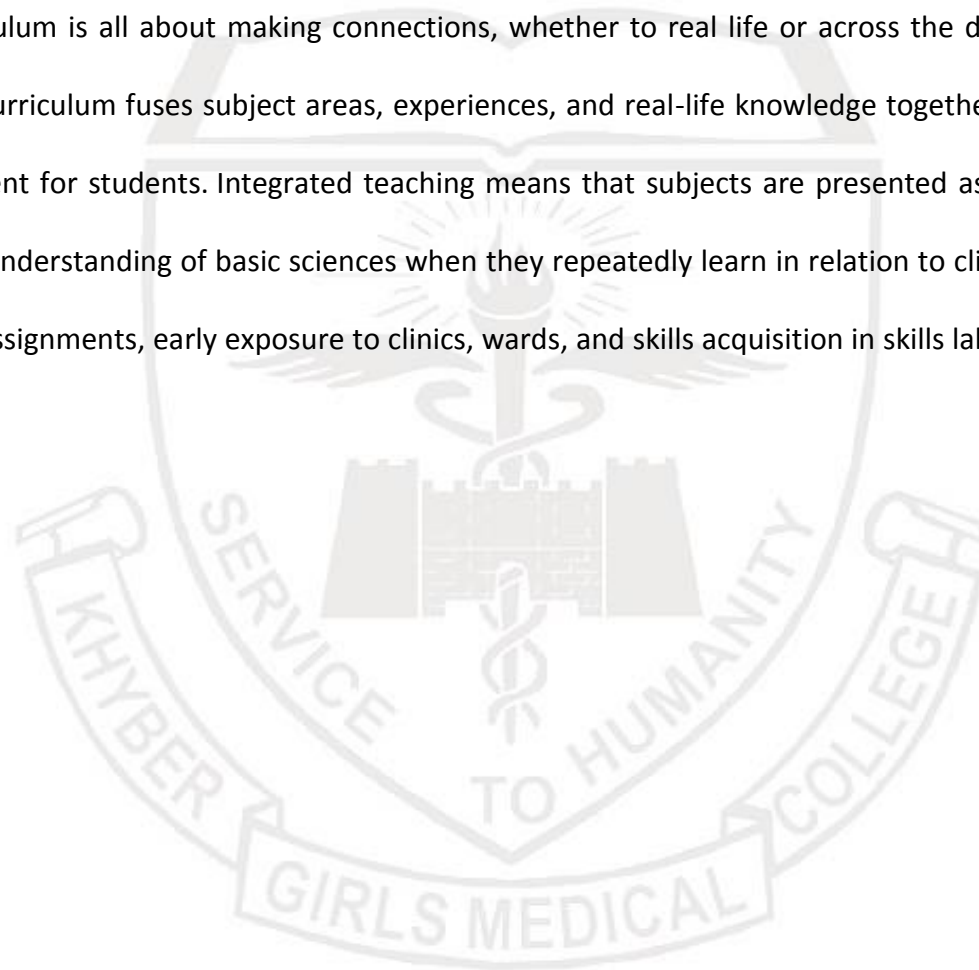 ulum is all about making connections, whether to real life or across the d
urriculum fuses subject areas, experiences, and real-life knowledge togethe
ent for students. Integrated teaching means that subjects are presented as
nderstanding of basic sciences when they repeatedly learn in relation to cli
ssignments, early exposure to clinics, wards, and skills acquisition in skills la
SERVICE TO HUMANITY
KHYBER GIRLS MEDICAL COLLEGE